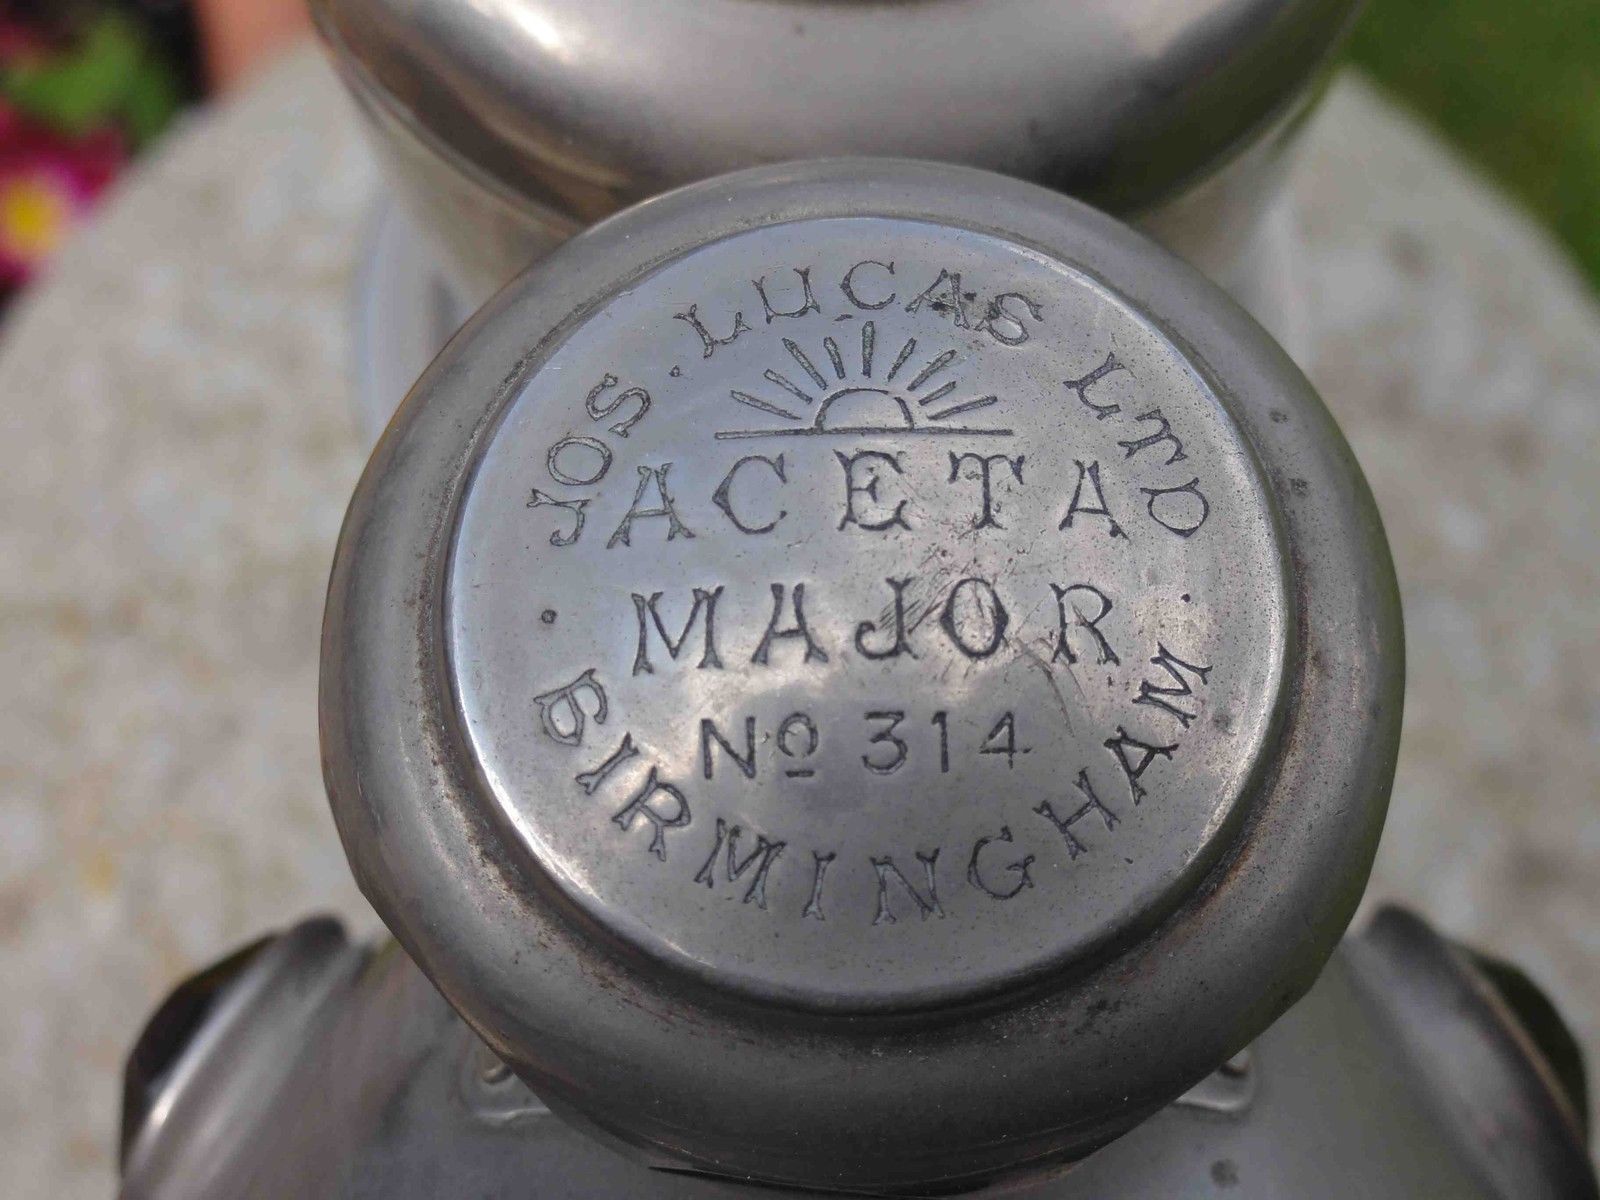 JOS. LUCAS LTD
ACETA
MAJOR
Nº 314
· BIRMINGHAM ·